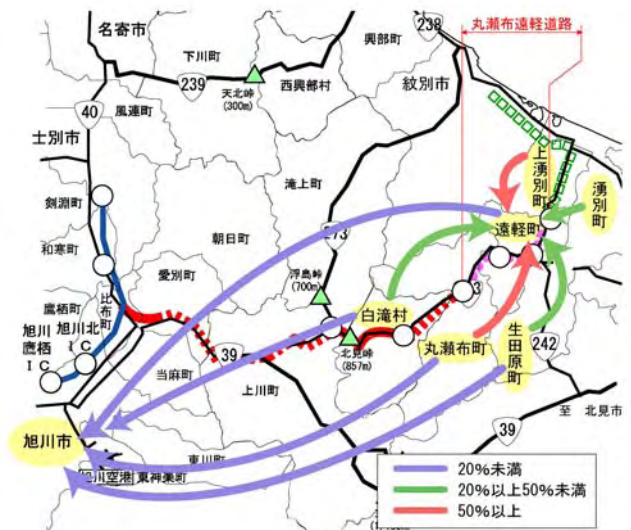 丸瀬布遠軽道路
名寄市
下川町
興部町
238
239
天北峠
(300m)
西興部村
紋別市
風連町
40
士別市
上湧別町
湧別町
滝上町
剣淵町
遠軽町
朝日町
273
和寒町
愛別町
浮島峠
(700m)
白滝村
鷹栖町
比布町
旭川鷹栖IC
旭川北IC
39
北見峠
(857m)
丸瀬布町
生田原町
242
当麻町
上川町
至 北見市
旭川市
東川町
39
旭川空港
東神楽町
20%未満
20%以上50%未満
50%以上